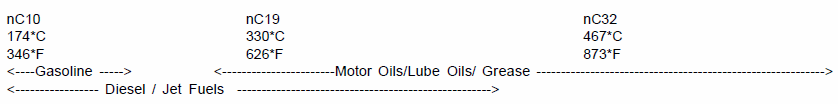 nC10 nC19 nC32
174*C 330*C 467*C
346*F 626*F 873*F
<----Gasoline -----> <-----------------------Motor Oils/Lube Oils/ Grease ----------------------------------------------------------->
<----------------- Diesel / Jet Fuels ---------------------------------------------------->